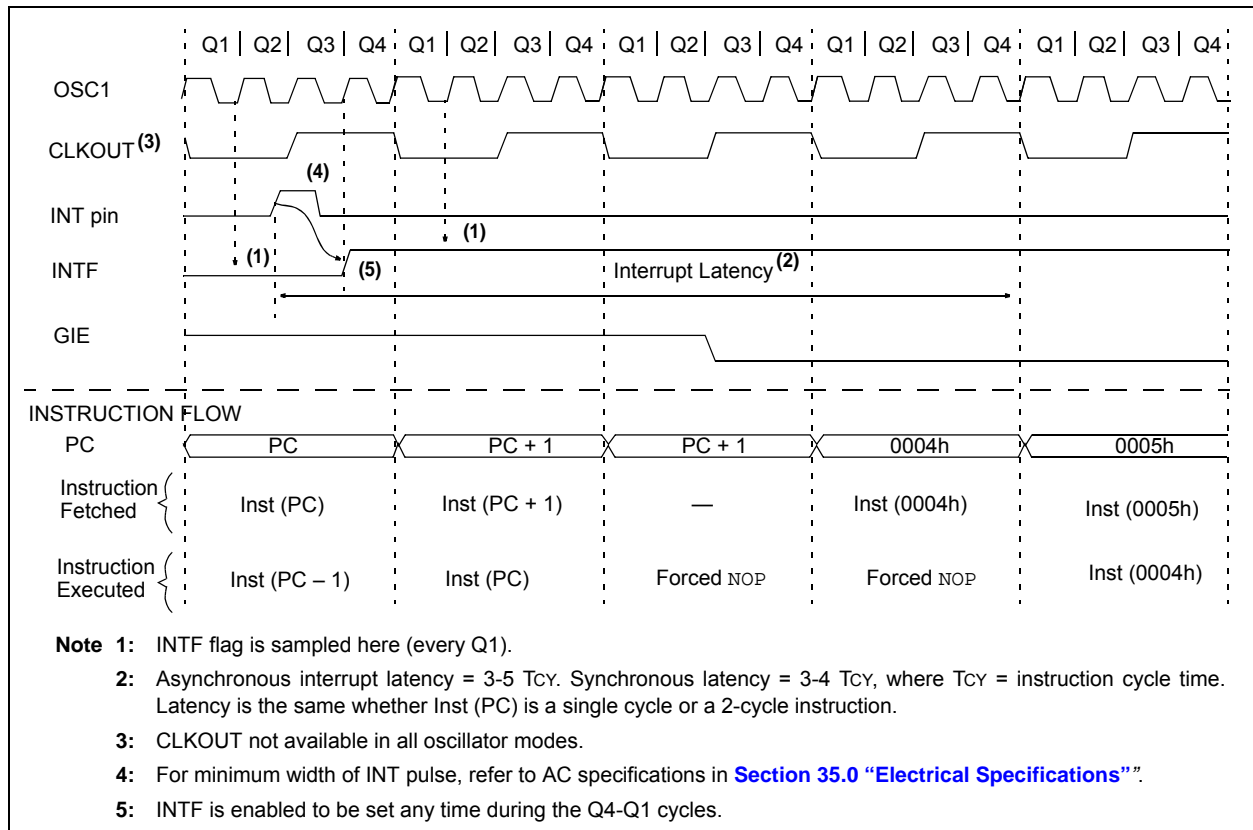 Q1 Q2 Q3 Q4 Q1 Q2 Q3 Q4 Q1 Q2 Q3 Q4 Q1 Q2 Q3 Q4 Q1 Q2 Q3 Q4
OSC1
CLKOUT (3)
(4)
INT pin
(1) (1)
INTF (5) Interrupt Latency (2)
GIE
INSTRUCTION FLOW
PC PC PC + 1 PC + 1 0004h 0005h
Instruction
Fetched Inst (PC) Inst (PC + 1) — Inst (0004h) Inst (0005h)
Instruction
Executed Inst (PC – 1) Inst (PC) Forced NOP Forced NOP Inst (0004h)
Note 1: INTF flag is sampled here (every Q1).
2: Asynchronous interrupt latency = 3-5 TCY. Synchronous latency = 3-4 TCY, where TCY = instruction cycle time.
Latency is the same whether Inst (PC) is a single cycle or a 2-cycle instruction.
3: CLKOUT not available in all oscillator modes.
4: For minimum width of INT pulse, refer to AC specifications in Section 35.0 “Electrical Specifications””.
5: INTF is enabled to be set any time during the Q4-Q1 cycles.